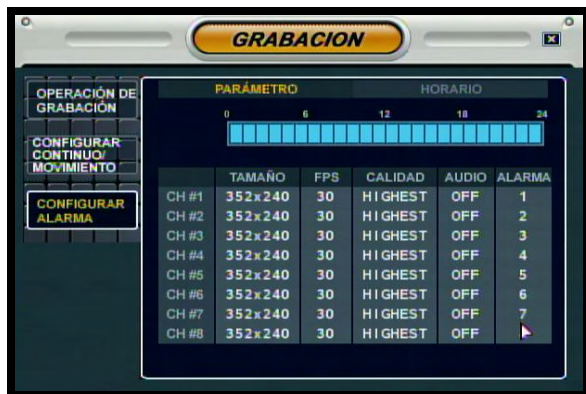 GRABACION
OPERACIÓN DE
GRABACIÓN
CONFIGURAR
CONTINUO/
MOVIMIENTO
CONFIGURAR
ALARMA
PARÁMETRO HORARIO
0 6 12 18 24
TAMAÑO FPS CALIDAD AUDIO ALARMA
CH #1 352x240 30 HIGHEST OFF 1
CH #2 352x240 30 HIGHEST OFF 2
CH #3 352x240 30 HIGHEST OFF 3
CH #4 352x240 30 HIGHEST OFF 4
CH #5 352x240 30 HIGHEST OFF 5
CH #6 352x240 30 HIGHEST OFF 6
CH #7 352x240 30 HIGHEST OFF 7
CH #8 352x240 30 HIGHEST OFF